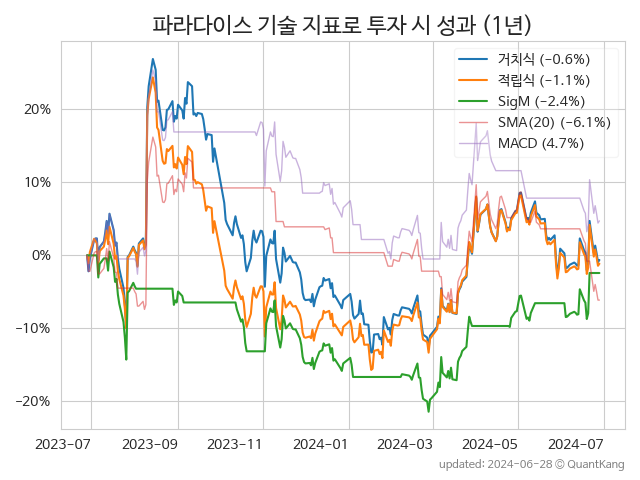 파라다이스 기술 지표로 투자 시 성과 (1년)
거치식 (-0.6%)
적립식 (-1.1%)
SigM (-2.4%)
SMA(20) (-6.1%)
MACD (4.7%)
20%
10%
0%
-10%
-20%
2023-07 2023-09 2023-11 2024-01 2024-03 2024-05 2024-07
updated: 2024-06-28 © QuantKang